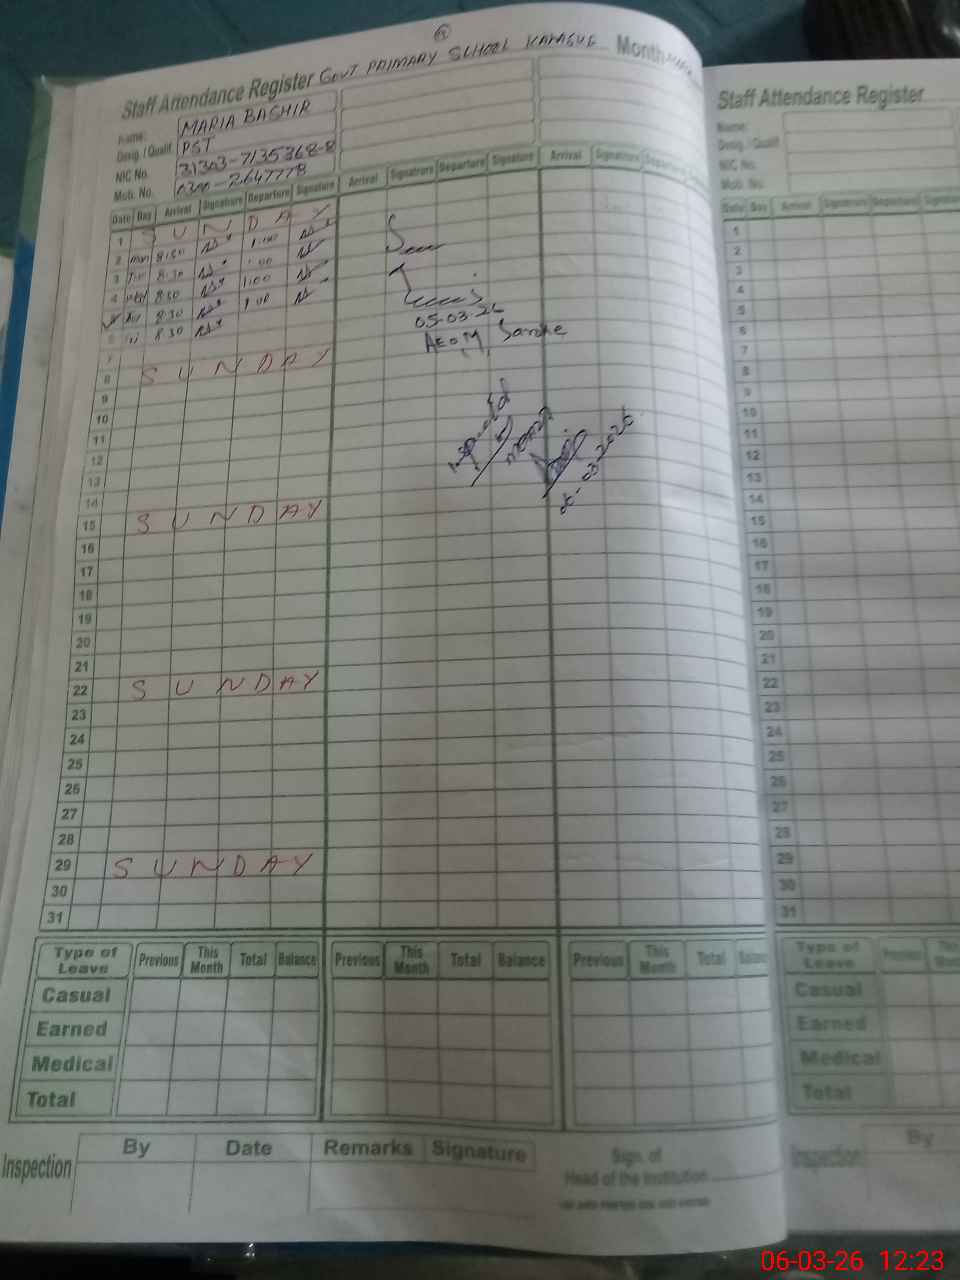 Staff Attendance Register GOVT PRIMARY SCHOOL Month
Name: MARIA BASHIR
Desig. / Qualif. PST
NIC No. 31303-7135368-8
Mob. No. 0300-2647778
Date Day Arrival Signature Departure Signature Arrival Signature Departure Signature Arrival Signature Departure
1 SUNDAY
2 Mon 8:30 1:00
3 8:30 1:00
4 8:30 1:00
5 8:30 1:00
6 8:30
7
8 SUNDAY
9
10
11
12
13
14
15 SUNDAY
16
17
18
19
20
21
22 SUNDAY
23
24
25
26
27
28
29 SUNDAY
30
31
05-03-26
AEO M
03-2026
Type of Leave Previous This Month Total Balance Previous This Month Total Balance Previous This Month Total Balance
Casual
Earned
Medical
Total
Inspection By Date Remarks Signature
Sign. of
Head of the Institution
Staff Attendance Register
Name:
Desig. / Qualif.
NIC No.
Mob. No.
Date Day Arrival Signature Departure Signature
1
2
3
4
5
6
7
8
9
10
11
12
13
14
15
16
17
18
19
20
21
22
23
24
25
26
27
28
29
30
31
Type of Leave Previous This
Casual
Earned
Medical
Total
Inspection By
06-03-26 12:23